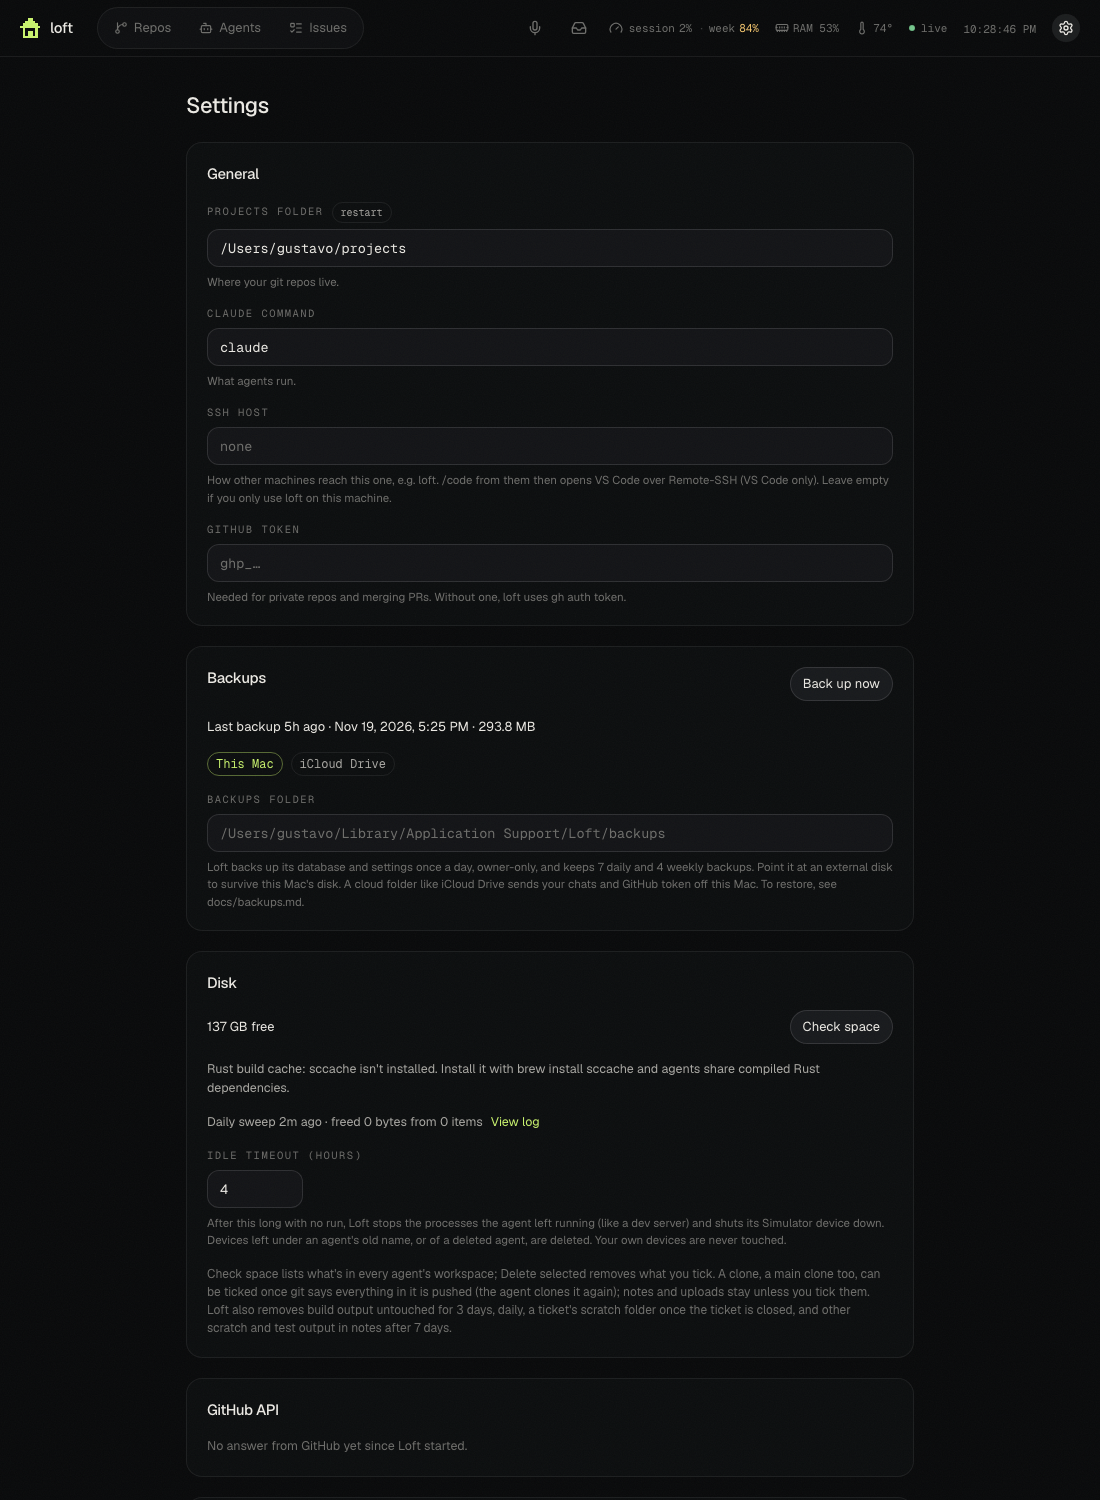 loft
Repos
Agents
Issues
session 2% · week 84%
RAM 53%
74°
live
10:28:46 PM
Settings
General
PROJECTS FOLDER
restart
/Users/gustavo/projects
Where your git repos live.
CLAUDE COMMAND
claude
What agents run.
SSH HOST
none
How other machines reach this one, e.g. loft. /code from them then opens VS Code over Remote-SSH (VS Code only). Leave empty
if you only use loft on this machine.
GITHUB TOKEN
ghp_…
Needed for private repos and merging PRs. Without one, loft uses gh auth token.
Backups
Back up now
Last backup 5h ago · Nov 19, 2026, 5:25 PM · 293.8 MB
This Mac
iCloud Drive
BACKUPS FOLDER
/Users/gustavo/Library/Application Support/Loft/backups
Loft backs up its database and settings once a day, owner-only, and keeps 7 daily and 4 weekly backups. Point it at an external disk
to survive this Mac's disk. A cloud folder like iCloud Drive sends your chats and GitHub token off this Mac. To restore, see
docs/backups.md.
Disk
137 GB free
Check space
Rust build cache: sccache isn't installed. Install it with brew install sccache and agents share compiled Rust
dependencies.
Daily sweep 2m ago · freed 0 bytes from 0 items View log
IDLE TIMEOUT (HOURS)
4
After this long with no run, Loft stops the processes the agent left running (like a dev server) and shuts its Simulator device down.
Devices left under an agent's old name, or of a deleted agent, are deleted. Your own devices are never touched.
Check space lists what's in every agent's workspace; Delete selected removes what you tick. A clone, a main clone too, can
be ticked once git says everything in it is pushed (the agent clones it again); notes and uploads stay unless you tick them.
Loft also removes build output untouched for 3 days, daily, a ticket's scratch folder once the ticket is closed, and other
scratch and test output in notes after 7 days.
GitHub API
No answer from GitHub yet since Loft started.